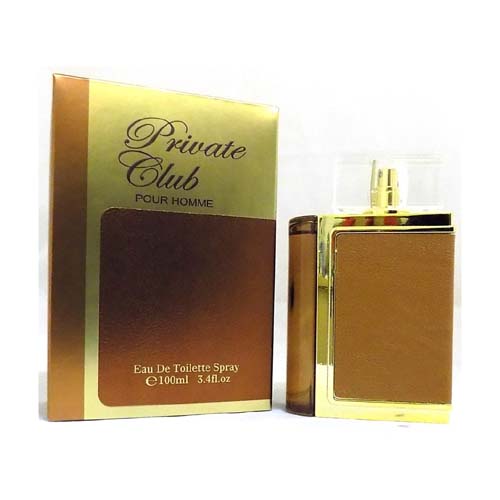 Private
Club
POUR HOMME
Eau De Toilette Spray
℮100ml 3.4fl.oz